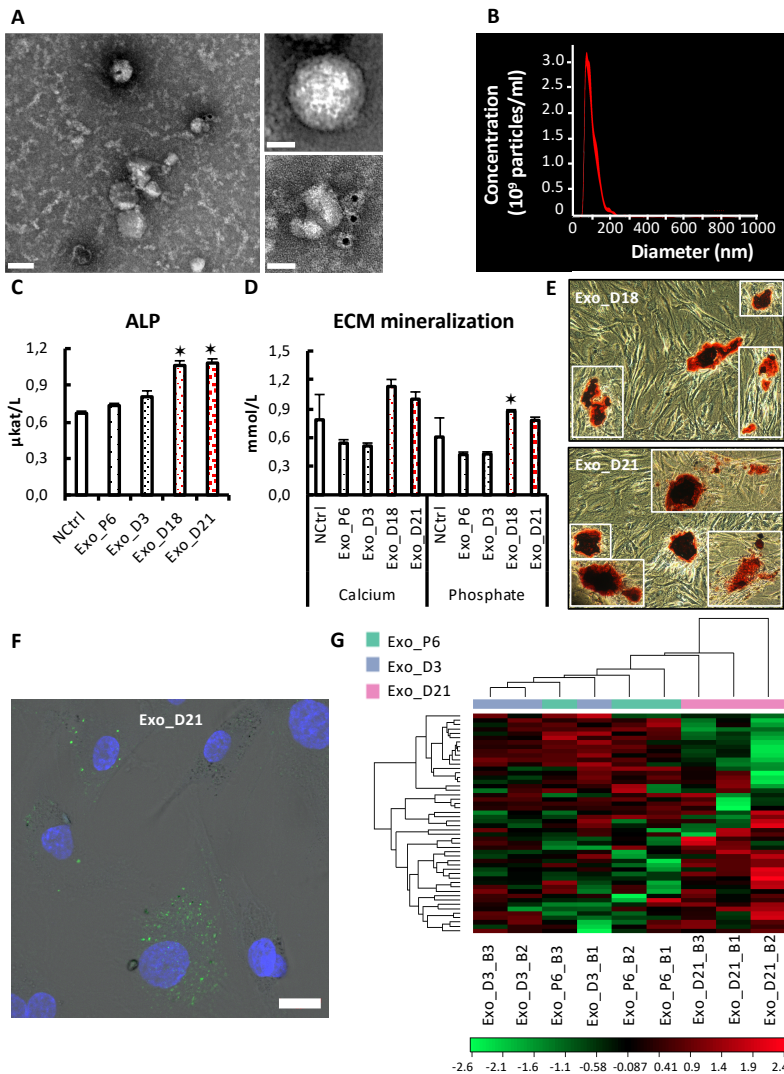 A
B
Concentration
(10⁹ particles/ml)
3.0
2.5
2.0
1.5
1.0
0.5
0.0
0 200 400 600 800 1000
Diameter (nm)
C
ALP
µkat/L
1,2
0,9
0,6
0,3
0,0
NCtrl
Exo_P6
Exo_D3
Exo_D18
Exo_D21
✶
✶
D
ECM mineralization
mmol/L
1,5
1,2
0,9
0,6
0,3
0,0
✶
NCtrl
Exo_P6
Exo_D3
Exo_D18
Exo_D21
NCtrl
Exo_P6
Exo_D3
Exo_D18
Exo_D21
Calcium
Phosphate
E
Exo_D18
Exo_D21
F
Exo_D21
G
Exo_P6
Exo_D3
Exo_D21
Exo_D3_B3
Exo_D3_B2
Exo_P6_B3
Exo_D3_B1
Exo_P6_B2
Exo_P6_B1
Exo_D21_B3
Exo_D21_B1
Exo_D21_B2
-2.6 -2.1 -1.6 -1.1 -0.58 -0.087 0.41 0.91 1.4 1.9